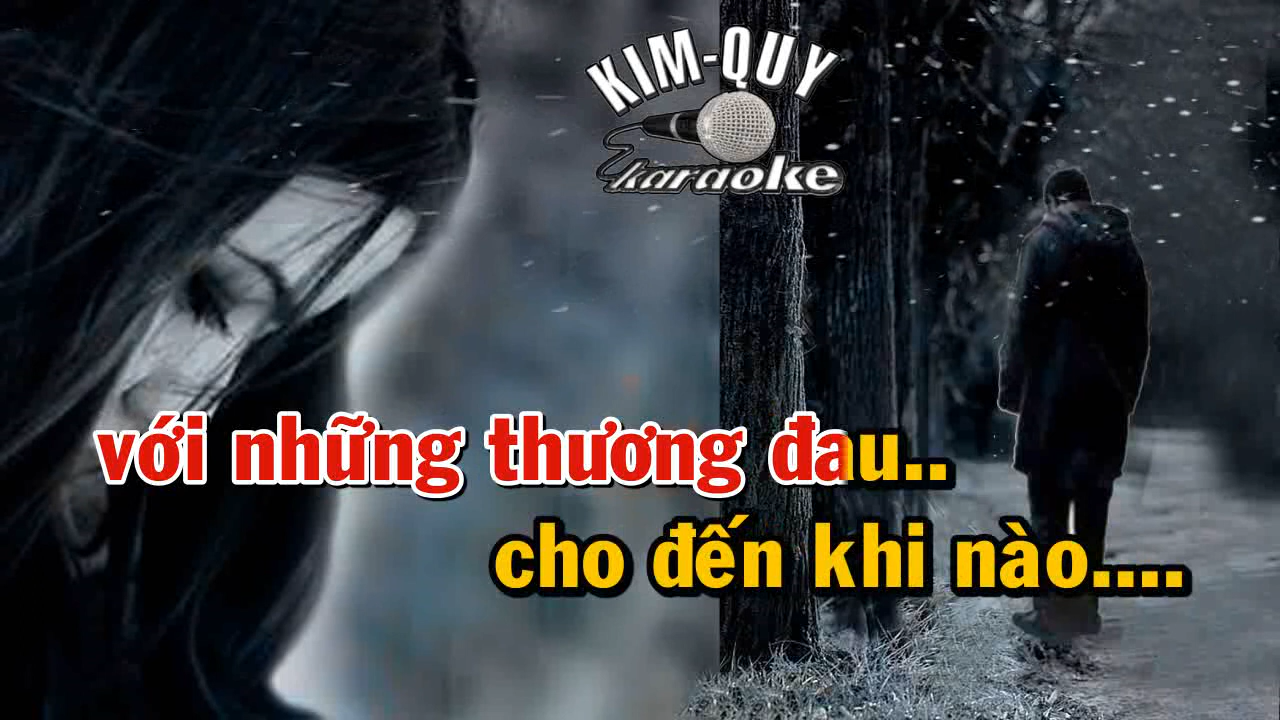 KIM-QUY
karaoke
với những thương đau..
cho đến khi nào....